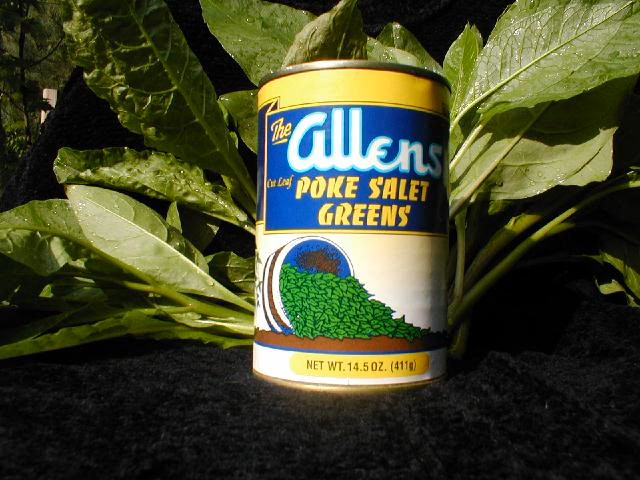 The
allens
Cut Leaf
POKE SALET
GREENS
NET WT. 14.5 OZ. (411g)